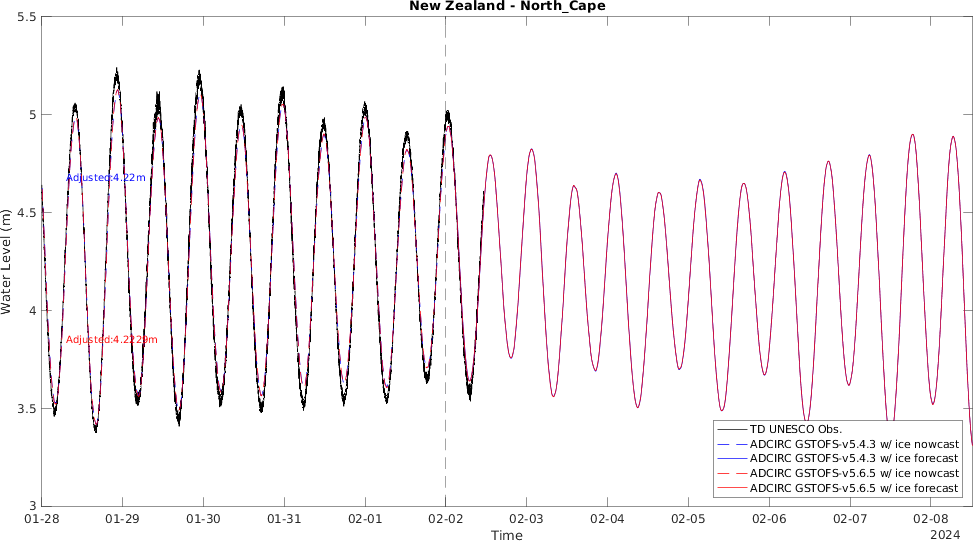 New Zealand - North_Cape
5.5
5
4.5
4
3.5
3
Water Level (m)
Adjusted:4.22m
Adjusted:4.2229m
TD UNESCO Obs.
ADCIRC GSTOFS-v5.4.3 w/ ice nowcast
ADCIRC GSTOFS-v5.4.3 w/ ice forecast
ADCIRC GSTOFS-v5.6.5 w/ ice nowcast
ADCIRC GSTOFS-v5.6.5 w/ ice forecast
01-28 01-29 01-30 01-31 02-01 02-02 02-03 02-04 02-05 02-06 02-07 02-08
Time
2024